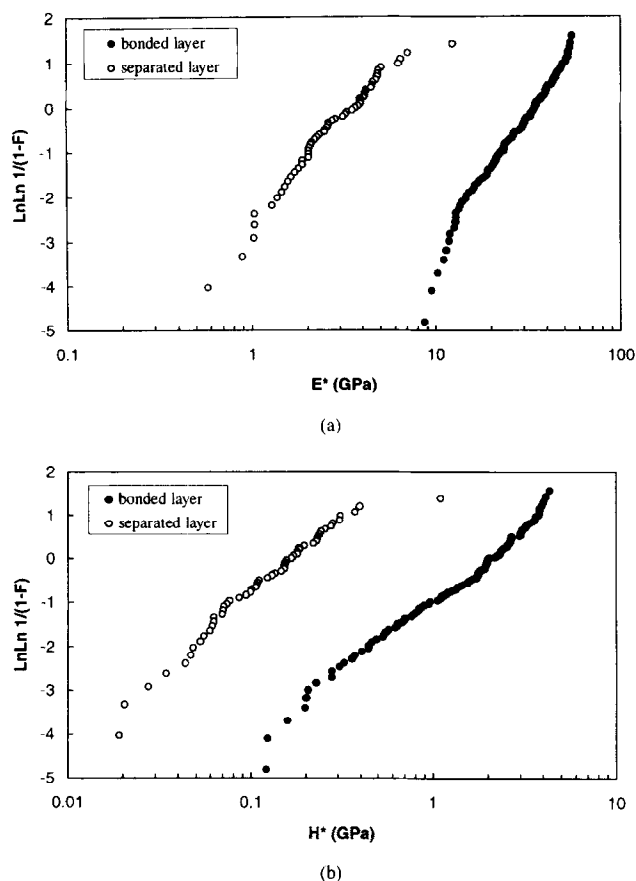 2
bonded layer
1
separated layer
0
LnLn 1/(1-F)
-1
-2
-3
-4
-5
0.1 1 10 100
E* (GPa)
(a)
2
bonded layer
1
separated layer
0
LnLn 1/(1-F)
-1
-2
-3
-4
-5
0.01 0.1 1 10
H* (GPa)
(b)